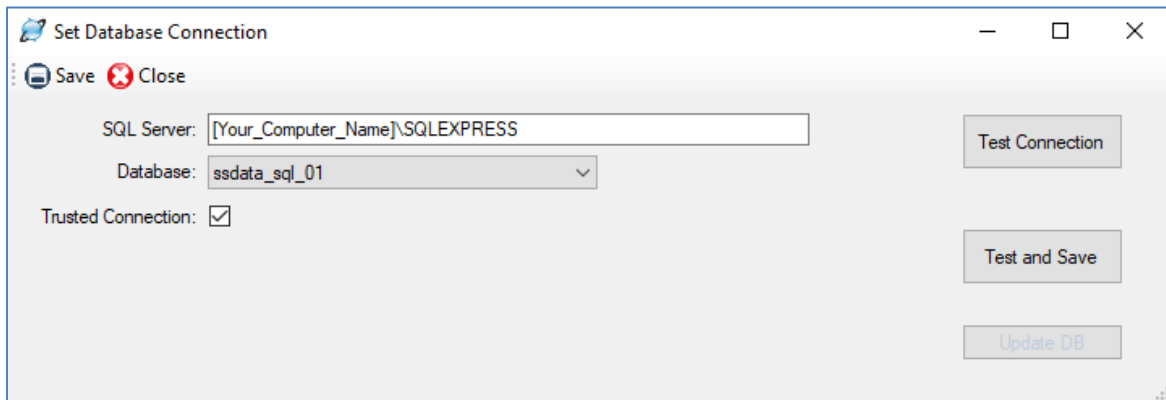 Set Database Connection
Save Close
SQL Server: [Your_Computer_Name]\SQLEXPRESS
Test Connection
Database: ssdata_sql_01
Trusted Connection:
Test and Save
Update DB